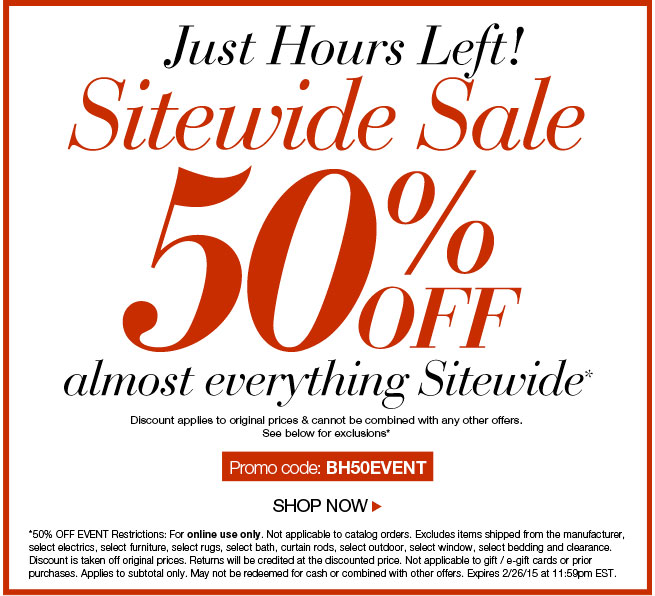 Just Hours Left!
Sitewide Sale
50% OFF
almost everything Sitewide*
Discount applies to original prices & cannot be combined with any other offers.
See below for exclusions*
Promo code: BH50EVENT
SHOP NOW ▶
*50% OFF EVENT Restrictions: For online use only. Not applicable to catalog orders. Excludes items shipped from the manufacturer,
select electrics, select furniture, select rugs, select bath, curtain rods, select outdoor, select window, select bedding and clearance.
Discount is taken off original prices. Returns will be credited at the discounted price. Not applicable to gift / e-gift cards or prior
purchases. Applies to subtotal only. May not be redeemed for cash or combined with other offers. Expires 2/26/15 at 11:59pm EST.